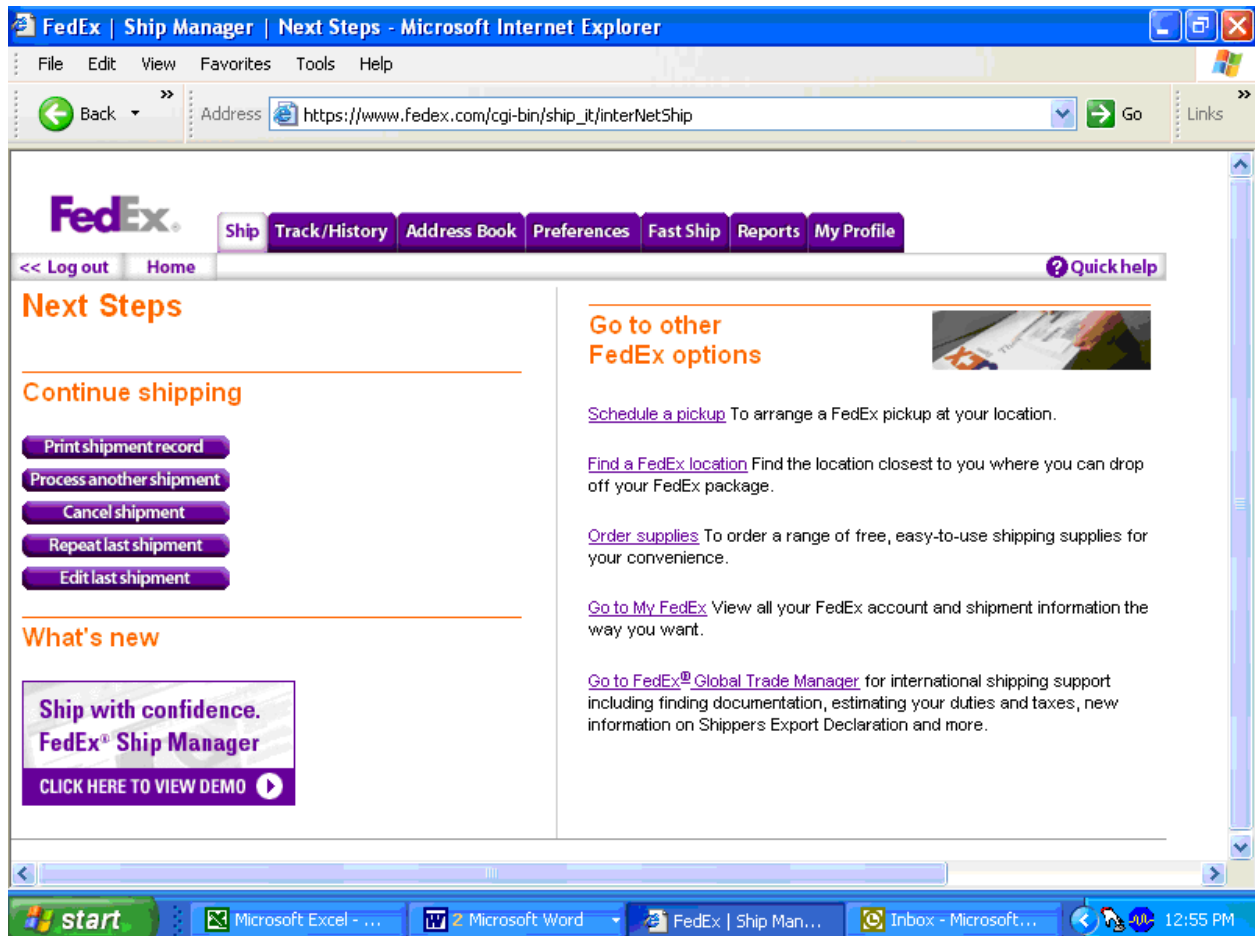 FedEx | Ship Manager | Next Steps - Microsoft Internet Explorer
File Edit View Favorites Tools Help
Back
Address https://www.fedex.com/cgi-bin/ship_it/interNetShip Go Links
FedEx®
Ship Track/History Address Book Preferences Fast Ship Reports My Profile
<< Log out Home Quick help
Next Steps
Continue shipping
Print shipment record
Process another shipment
Cancel shipment
Repeat last shipment
Edit last shipment
What's new
Ship with confidence.
FedEx® Ship Manager
CLICK HERE TO VIEW DEMO
Go to other
FedEx options
Schedule a pickup To arrange a FedEx pickup at your location.
Find a FedEx location Find the location closest to you where you can drop
off your FedEx package.
Order supplies To order a range of free, easy-to-use shipping supplies for
your convenience.
Go to My FedEx View all your FedEx account and shipment information the
way you want.
Go to FedEx® Global Trade Manager for international shipping support
including finding documentation, estimating your duties and taxes, new
information on Shippers Export Declaration and more.
start Microsoft Excel - ... 2 Microsoft Word FedEx | Ship Man... Inbox - Microsoft... 12:55 PM